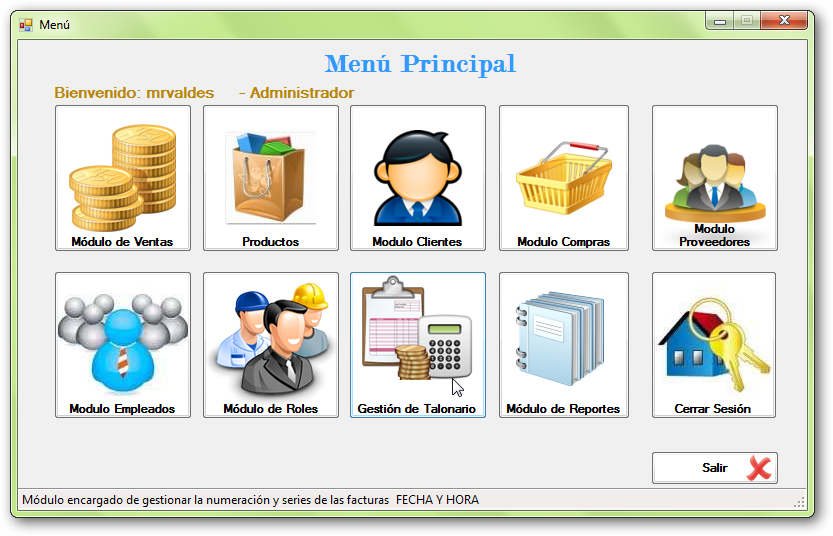 Menú
Menú Principal
Bienvenido: mrvaldes - Administrador
Módulo de Ventas
Productos
Modulo Clientes
Modulo Compras
Modulo
Proveedores
Modulo Empleados
Módulo de Roles
Gestión de Talonario
Módulo de Reportes
Cerrar Sesión
Salir
Módulo encargado de gestionar la numeración y series de las facturas FECHA Y HORA